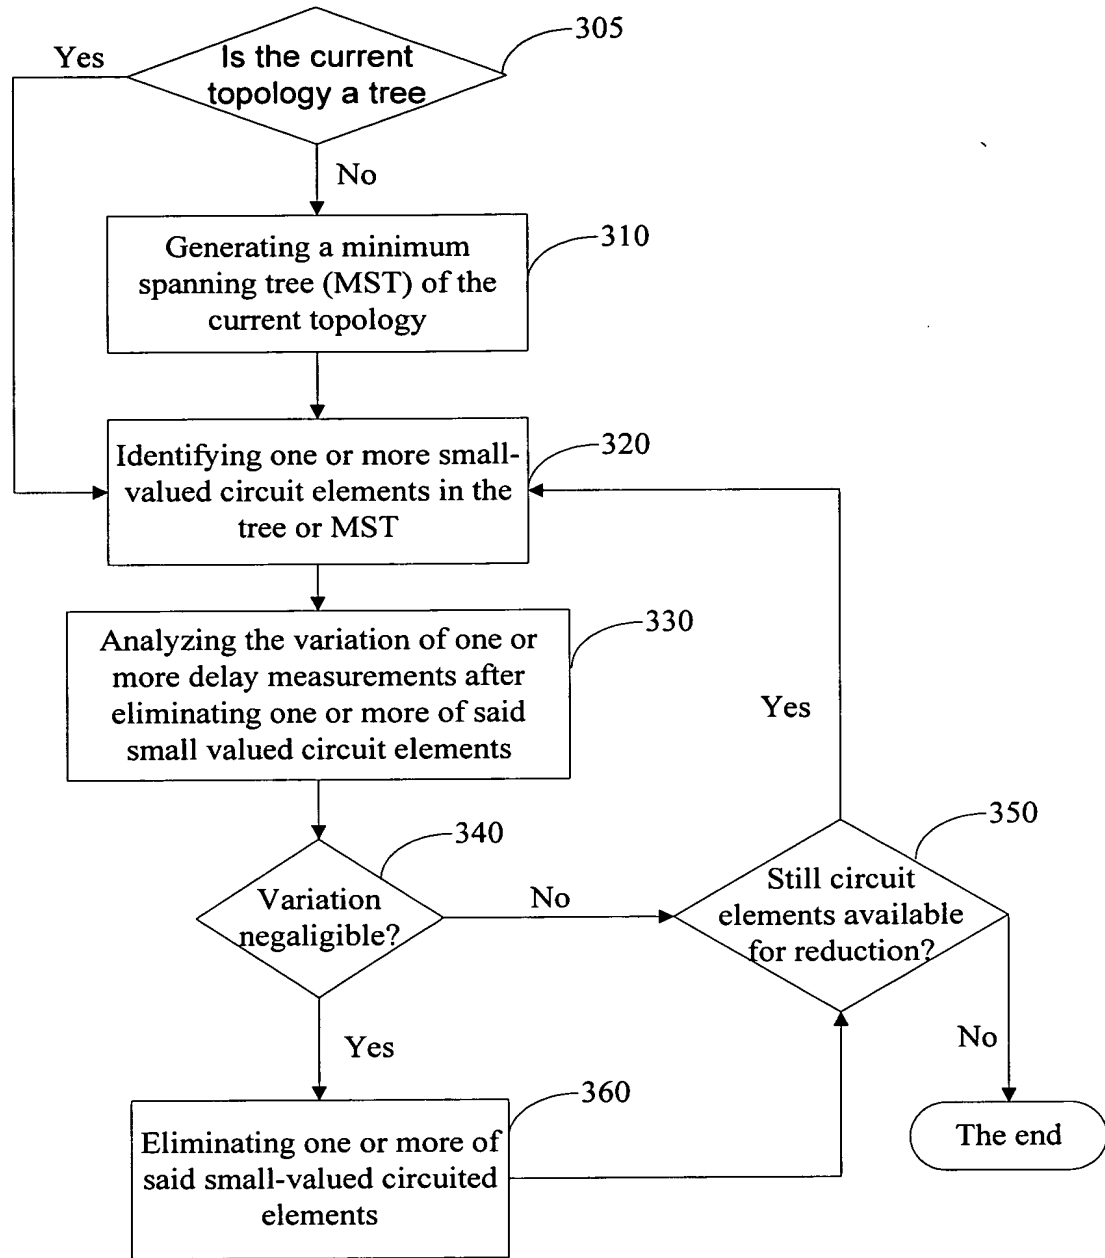 305
Yes
Is the current
topology a tree
No
310
Generating a minimum
spanning tree (MST) of the
current topology
320
Identifying one or more small-
valued circuit elements in the
tree or MST
330
Analyzing the variation of one or
more delay measurements after
eliminating one or more of said
small valued circuit elements
Yes
340
350
Variation
negaligible?
No
Still circuit
elements available
for reduction?
Yes
No
360
Eliminating one or more of
said small-valued circuited
elements
The end